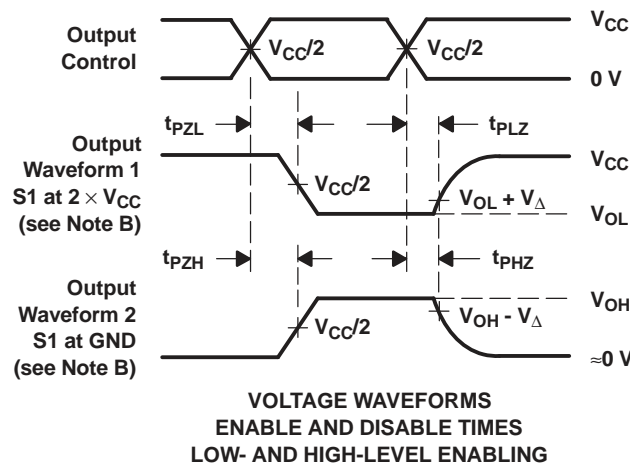 Output
Control
V_CC/2
V_CC/2
V_CC
0 V
t_PZL
t_PLZ
Output
Waveform 1
S1 at 2 × V_CC
(see Note B)
V_CC/2
V_OL + V_Δ
V_CC
V_OL
t_PZH
t_PHZ
Output
Waveform 2
S1 at GND
(see Note B)
V_CC/2
V_OH - V_Δ
V_OH
≈0 V
VOLTAGE WAVEFORMS
ENABLE AND DISABLE TIMES
LOW- AND HIGH-LEVEL ENABLING